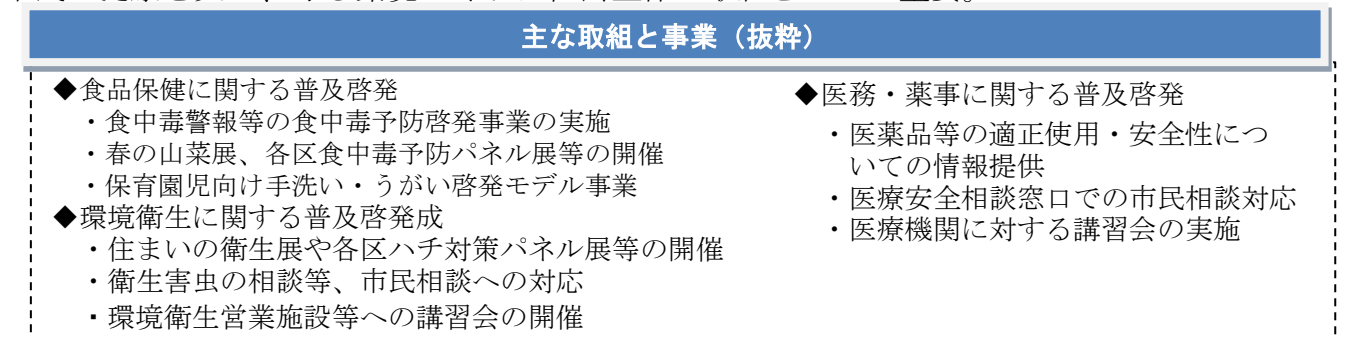 主な取組と事業（抜粋）
◆食品保健に関する普及啓発
・食中毒警報等の食中毒予防啓発事業の実施
・春の山菜展、各区食中毒予防パネル展等の開催
・保育園児向け手洗い・うがい啓発モデル事業
◆環境衛生に関する普及啓発成
・住まいの衛生展や各区ハチ対策パネル展等の開催
・衛生害虫の相談等、市民相談への対応
・環境衛生営業施設等への講習会の開催
◆医務・薬事に関する普及啓発
・医薬品等の適正使用・安全性につ
いての情報提供
・医療安全相談窓口での市民相談対応
・医療機関に対する講習会の実施